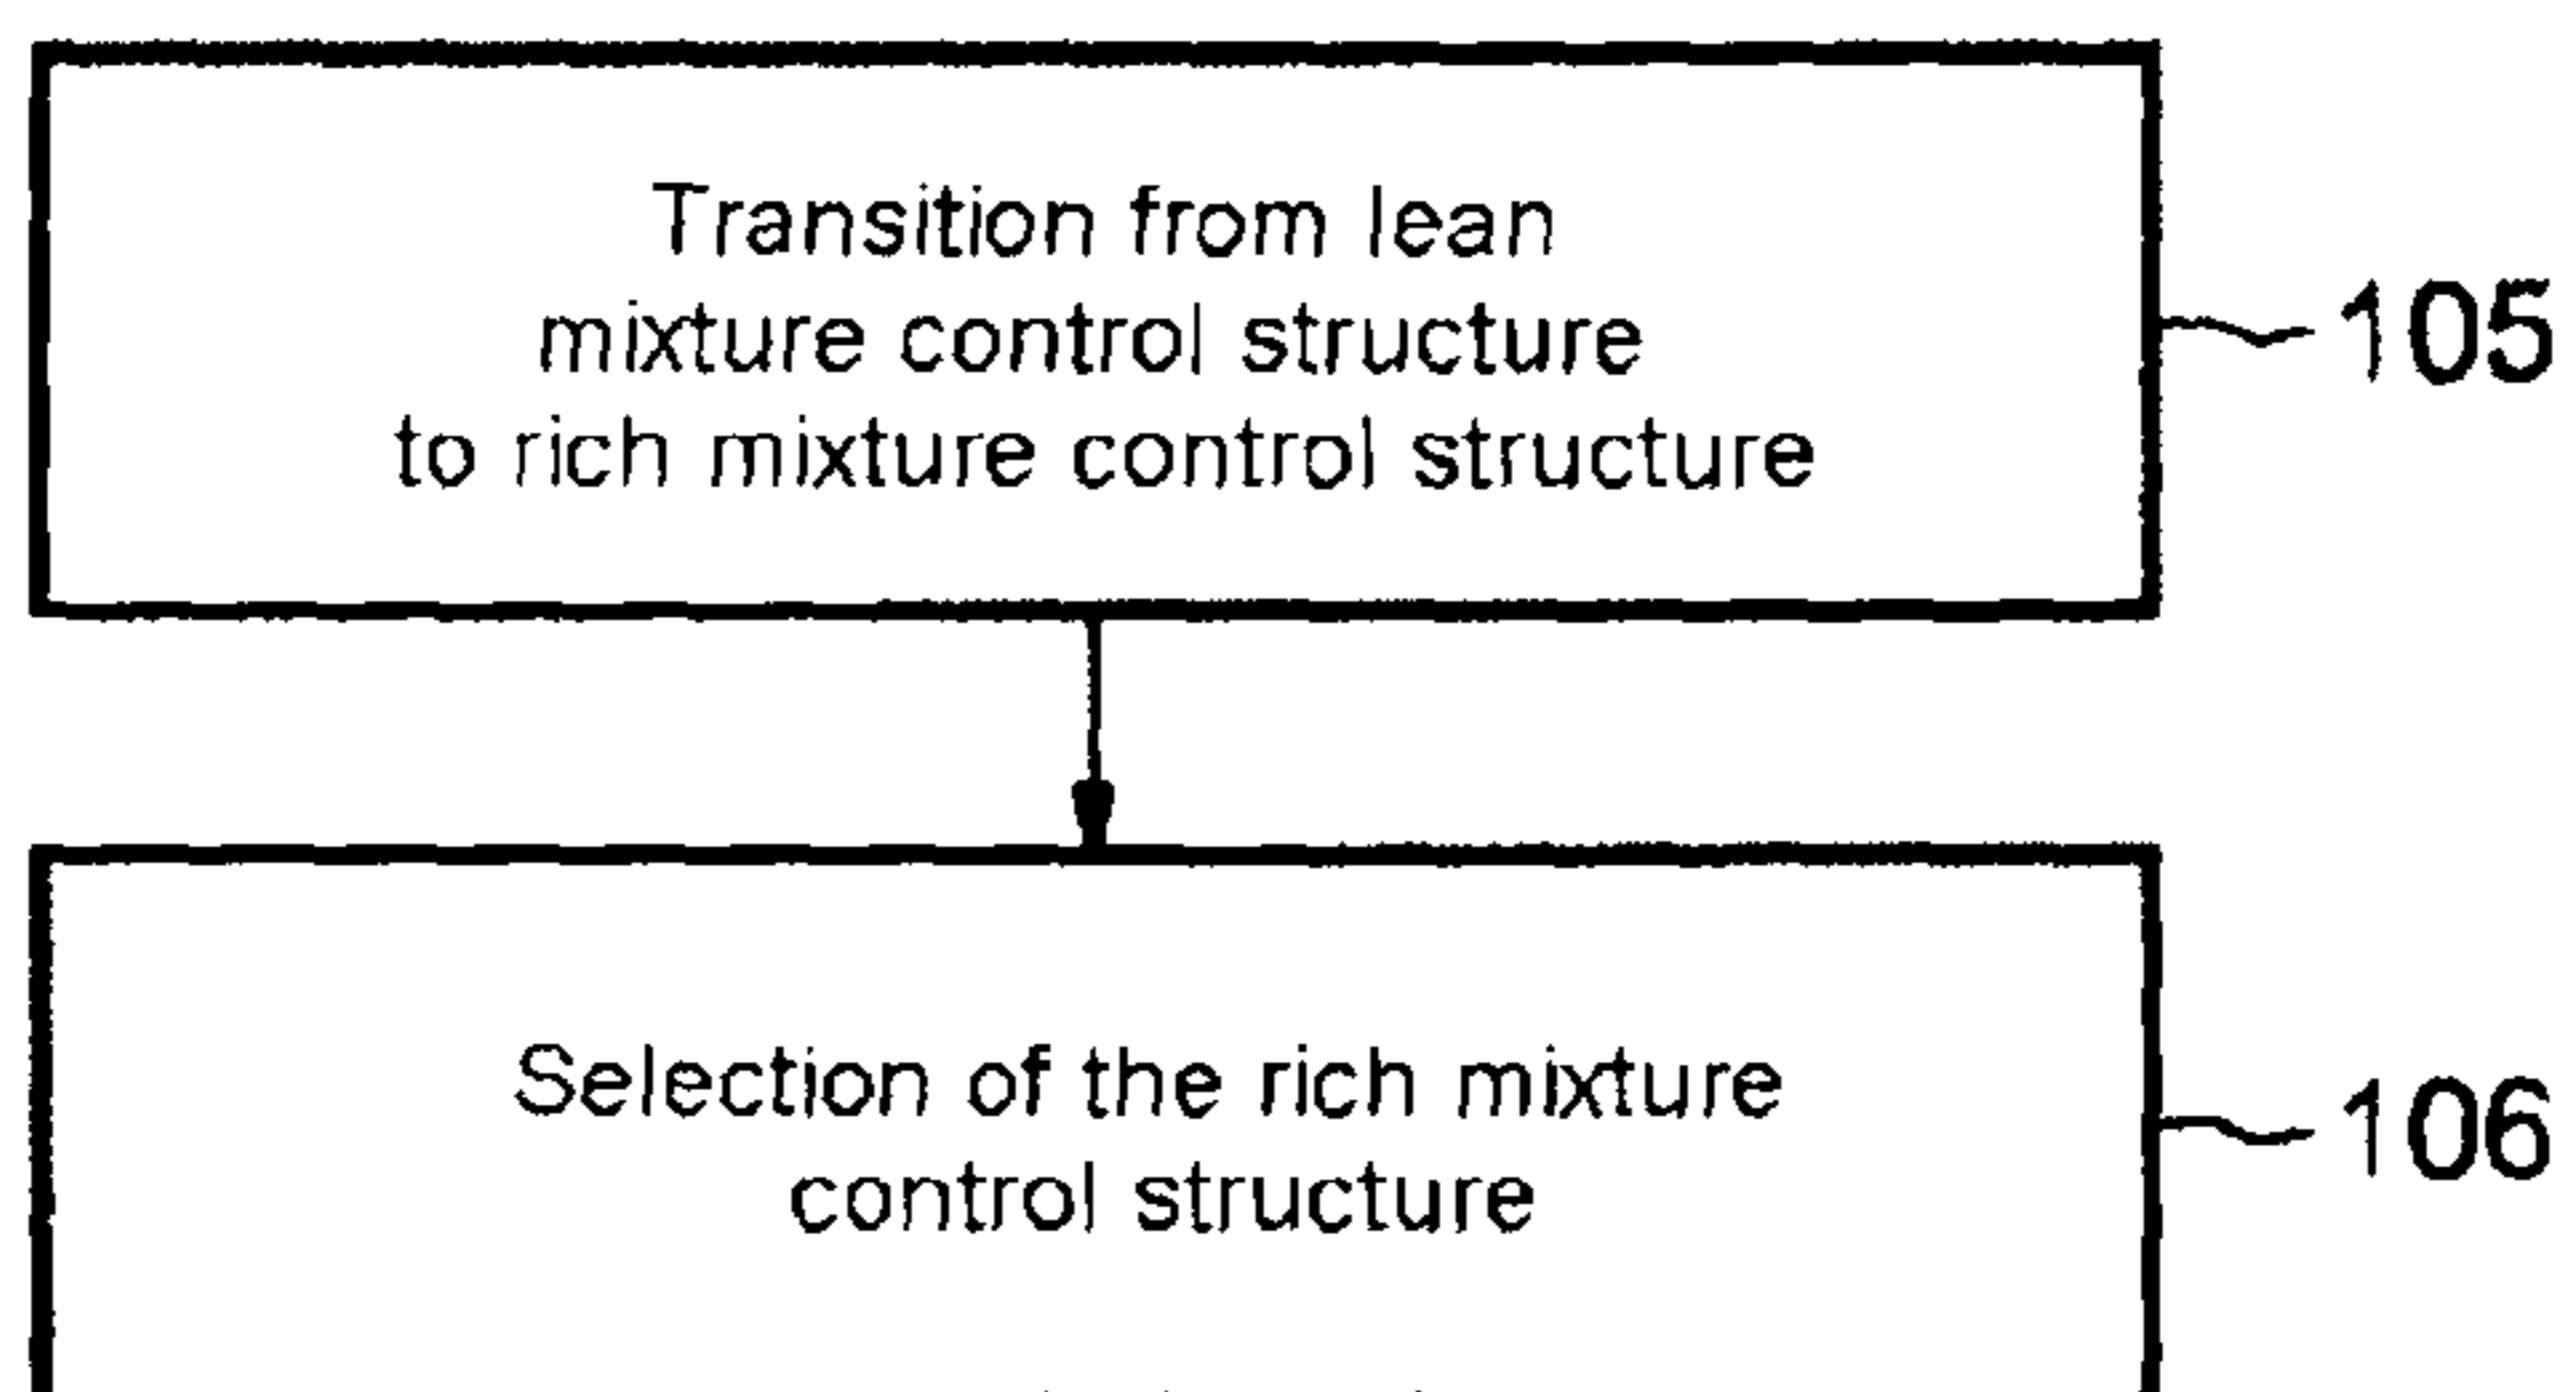 Transition from lean
mixture control structure
to rich mixture control structure
105
Selection of the rich mixture
control structure
106